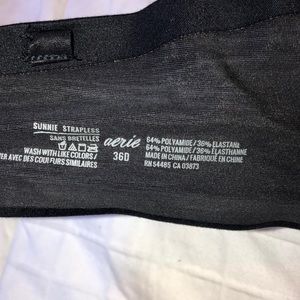 SUNNIE STRAPLESS
SANS BRETELLES
WASH WITH LIKE COLORS/
AVEC DES COULEURS SIMILAIRES
aerie
36D
64% POLYAMIDE/36% ELASTANE
64% POLYAMIDE/36% ELASTHANNE
MADE IN CHINA/FABRIQUÉ EN CHINE
RN 54485 CA 03873